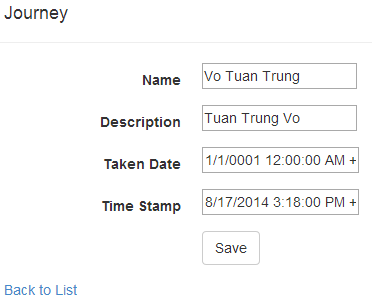 Journey
Name Vo Tuan Trung
Description Tuan Trung Vo
Taken Date 1/1/0001 12:00:00 AM +
Time Stamp 8/17/2014 3:18:00 PM +
Save
Back to List